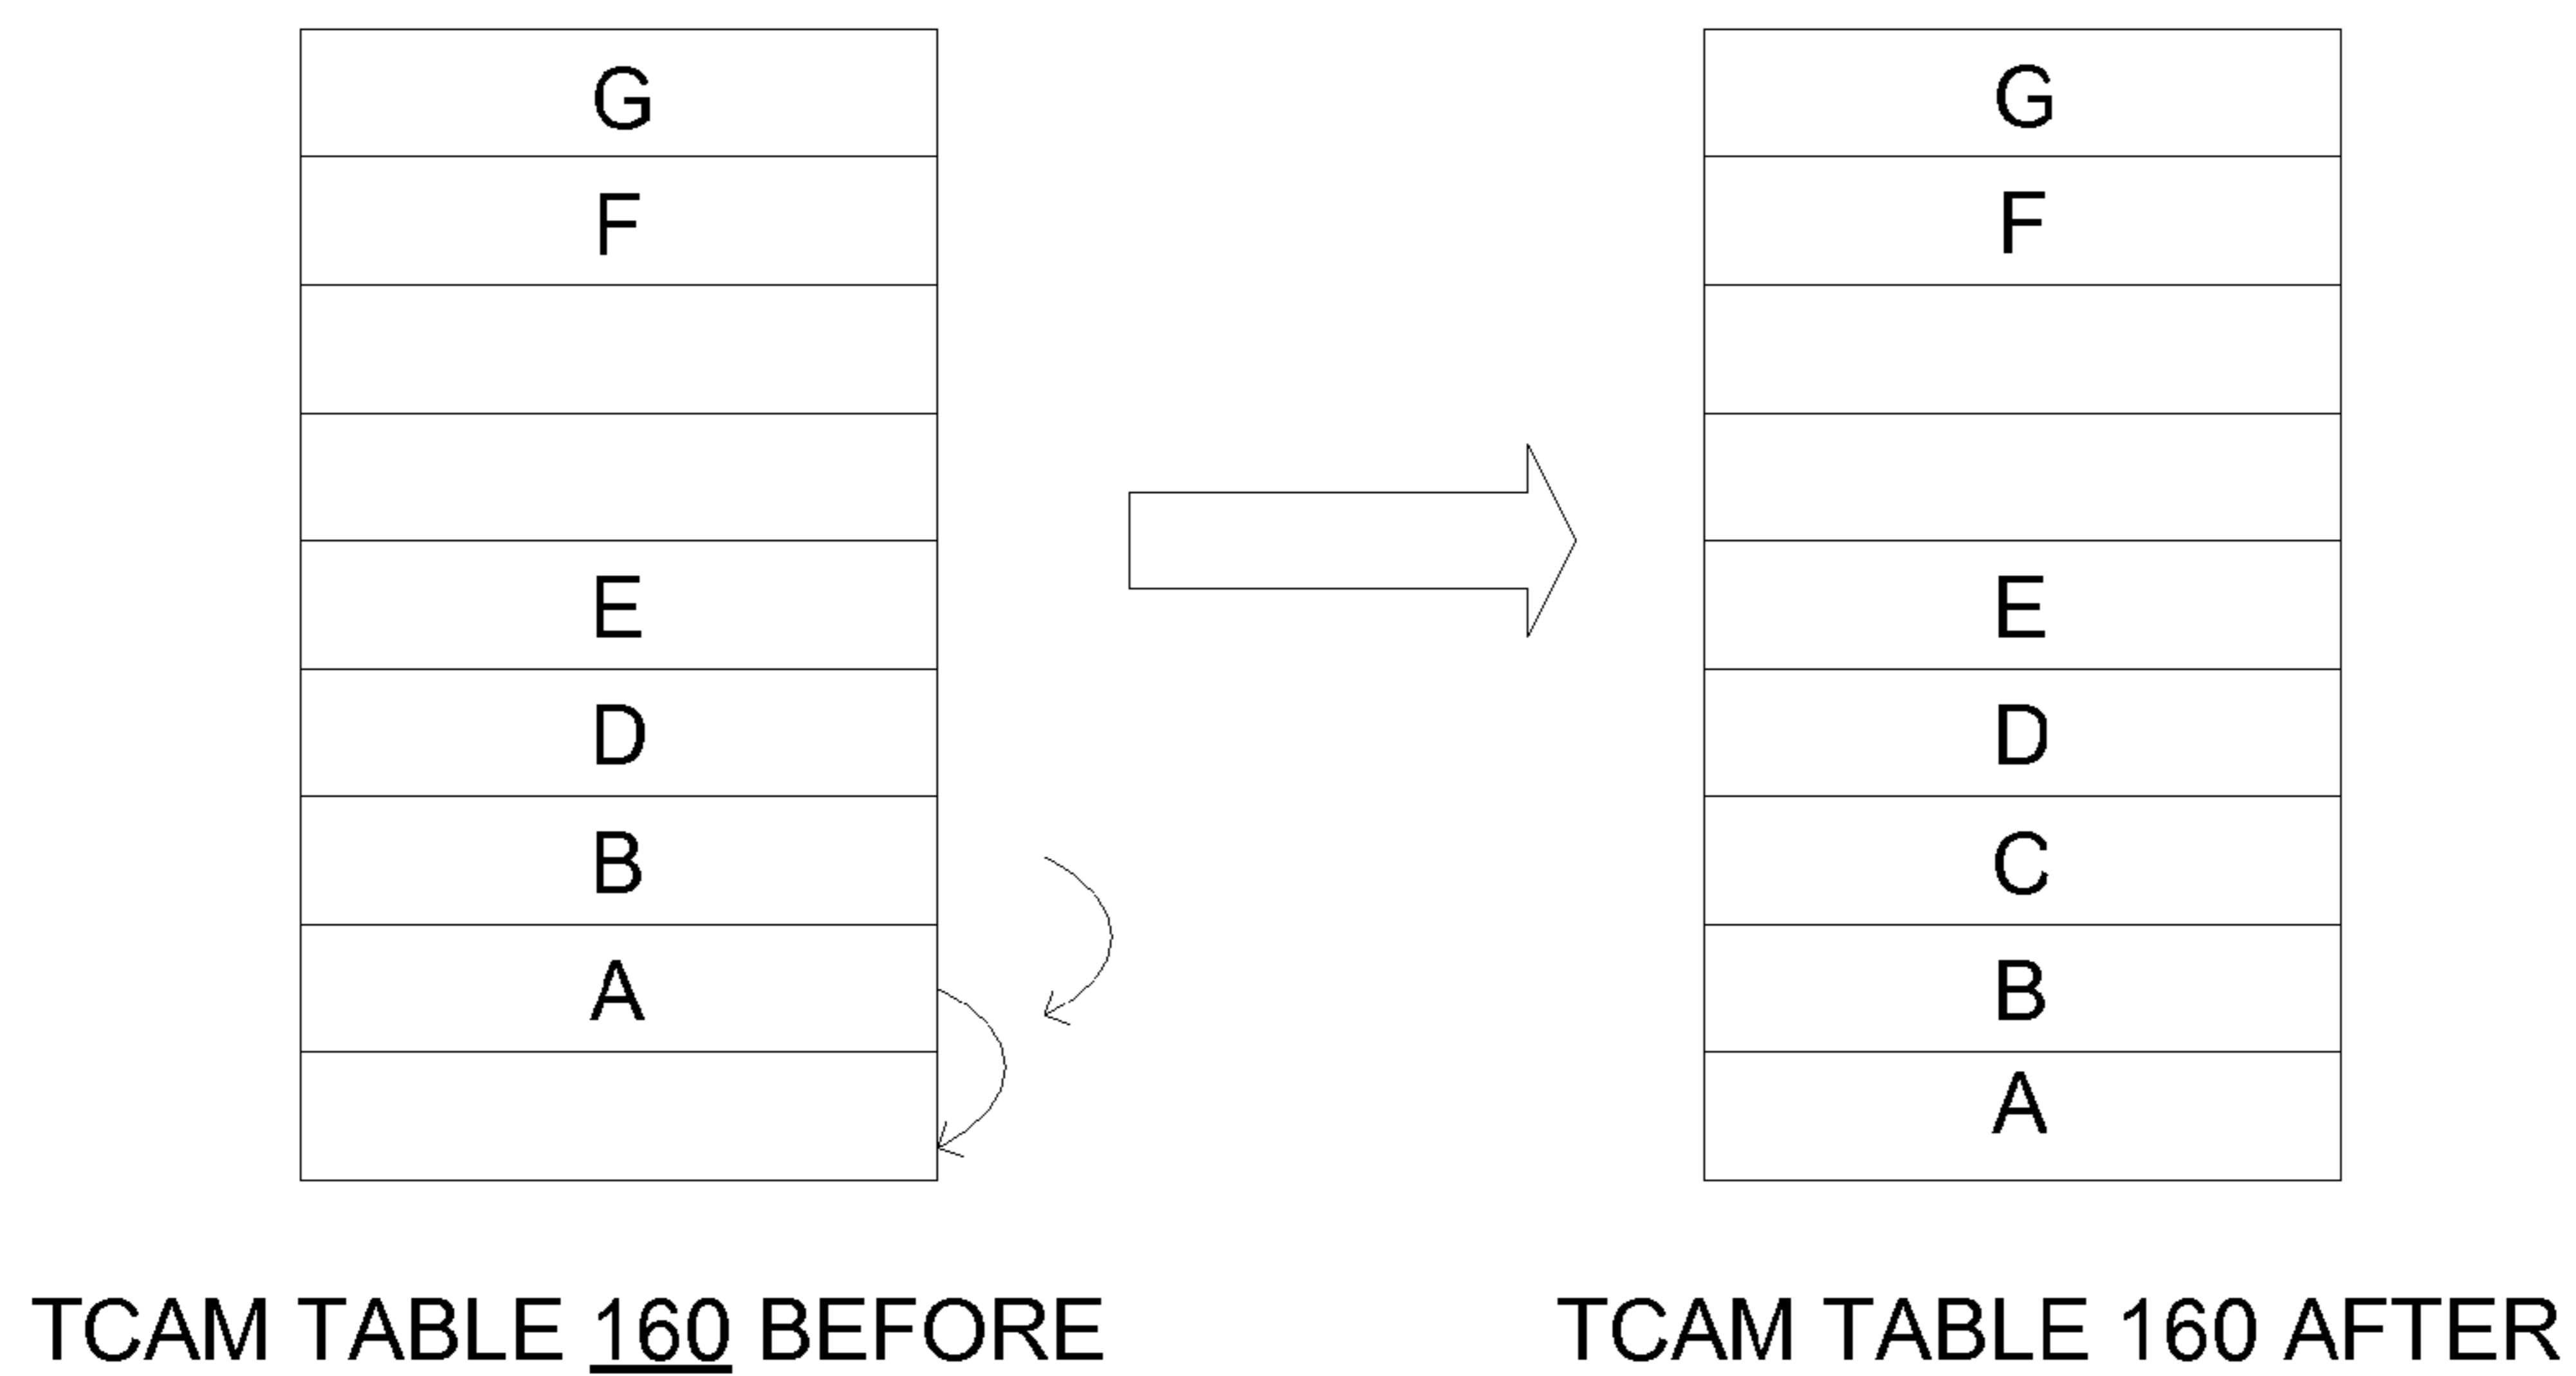 G
F
E
D
B
A
TCAM TABLE 160 BEFORE
G
F
E
D
C
B
A
TCAM TABLE 160 AFTER